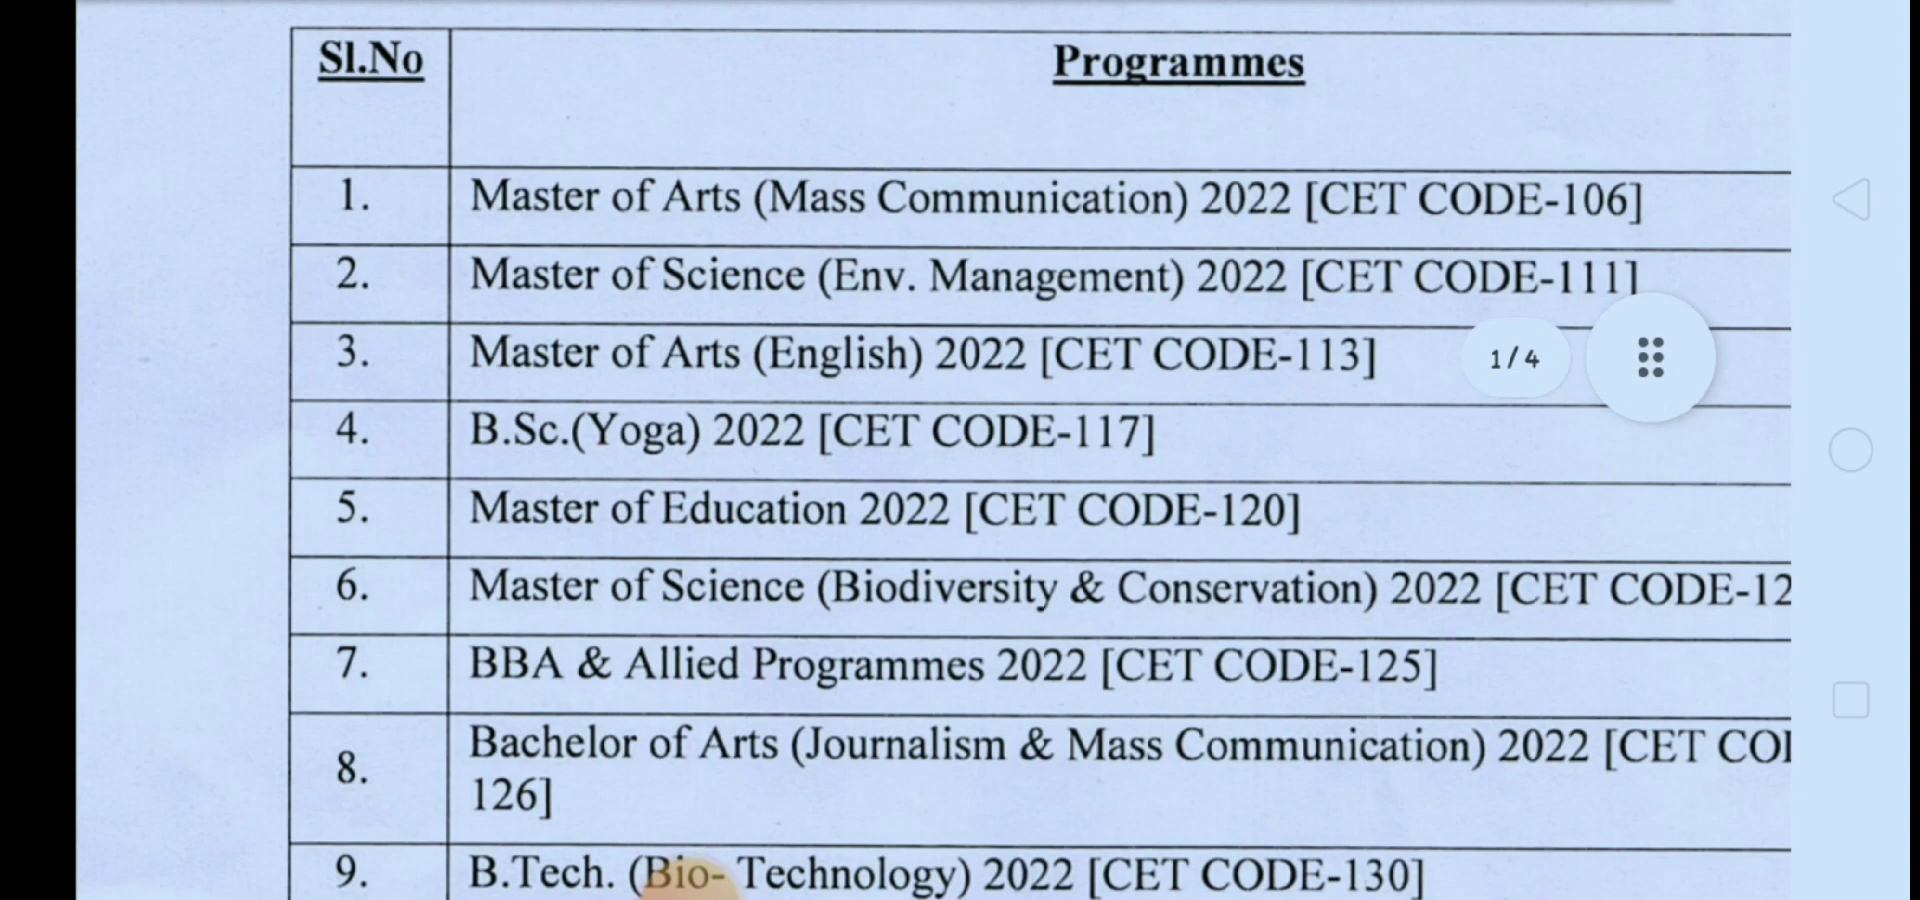 Sl.No Programmes
1. Master of Arts (Mass Communication) 2022 [CET CODE-106]
2. Master of Science (Env. Management) 2022 [CET CODE-111]
3. Master of Arts (English) 2022 [CET CODE-113]
1/4
4. B.Sc.(Yoga) 2022 [CET CODE-117]
5. Master of Education 2022 [CET CODE-120]
6. Master of Science (Biodiversity & Conservation) 2022 [CET CODE-12
7. BBA & Allied Programmes 2022 [CET CODE-125]
8. Bachelor of Arts (Journalism & Mass Communication) 2022 [CET
126]
9. B.Tech. (Bio- Technology) 2022 [CET CODE-130]